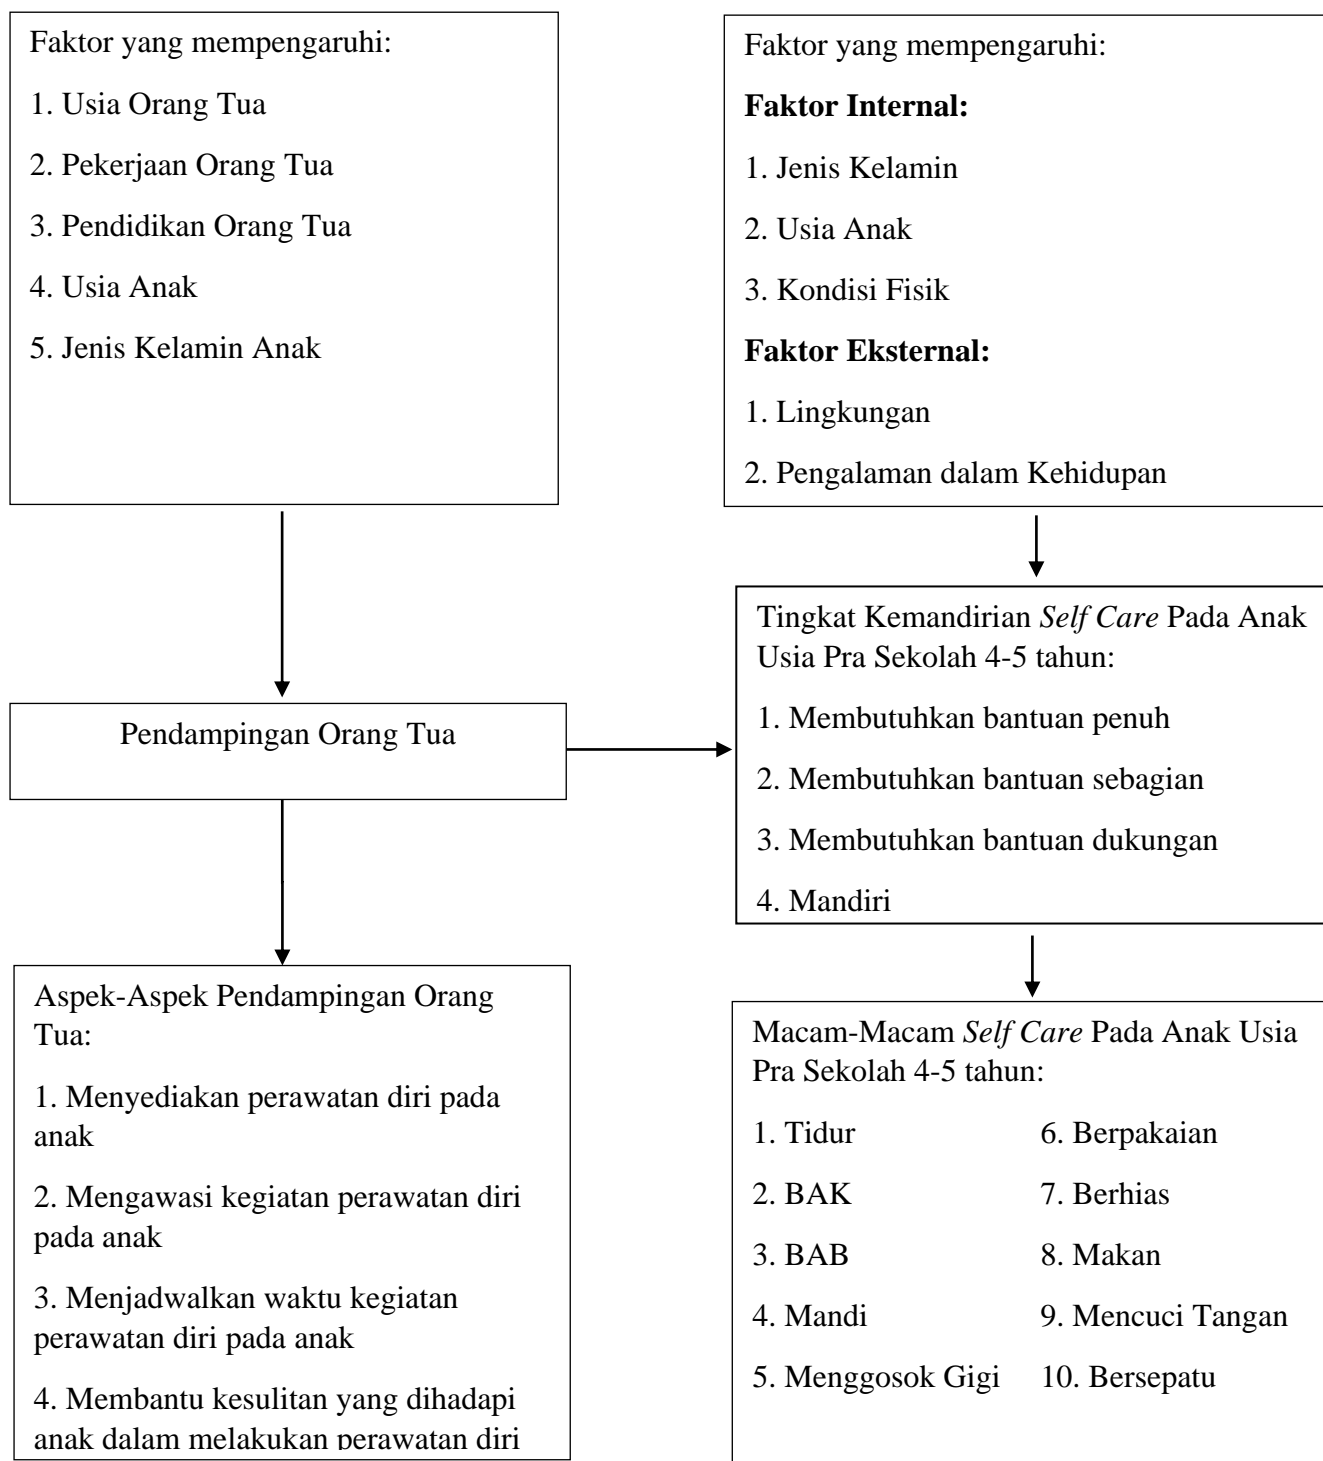 Faktor yang mempengaruhi:
1. Usia Orang Tua
2. Pekerjaan Orang Tua
3. Pendidikan Orang Tua
4. Usia Anak
5. Jenis Kelamin Anak
Faktor yang mempengaruhi:
Faktor Internal:
1. Jenis Kelamin
2. Usia Anak
3. Kondisi Fisik
Faktor Eksternal:
1. Lingkungan
2. Pengalaman dalam Kehidupan
Pendampingan Orang Tua
Tingkat Kemandirian Self Care Pada Anak
Usia Pra Sekolah 4-5 tahun:
1. Membutuhkan bantuan penuh
2. Membutuhkan bantuan sebagian
3. Membutuhkan bantuan dukungan
4. Mandiri
Aspek-Aspek Pendampingan Orang
Tua:
1. Menyediakan perawatan diri pada
anak
2. Mengawasi kegiatan perawatan diri
pada anak
3. Menjadwalkan waktu kegiatan
perawatan diri pada anak
4. Membantu kesulitan yang dihadapi
anak dalam melakukan perawatan diri
Macam-Macam Self Care Pada Anak Usia
Pra Sekolah 4-5 tahun:
1. Tidur
2. BAK
3. BAB
4. Mandi
5. Menggosok Gigi
6. Berpakaian
7. Berhias
8. Makan
9. Mencuci Tangan
10. Bersepatu